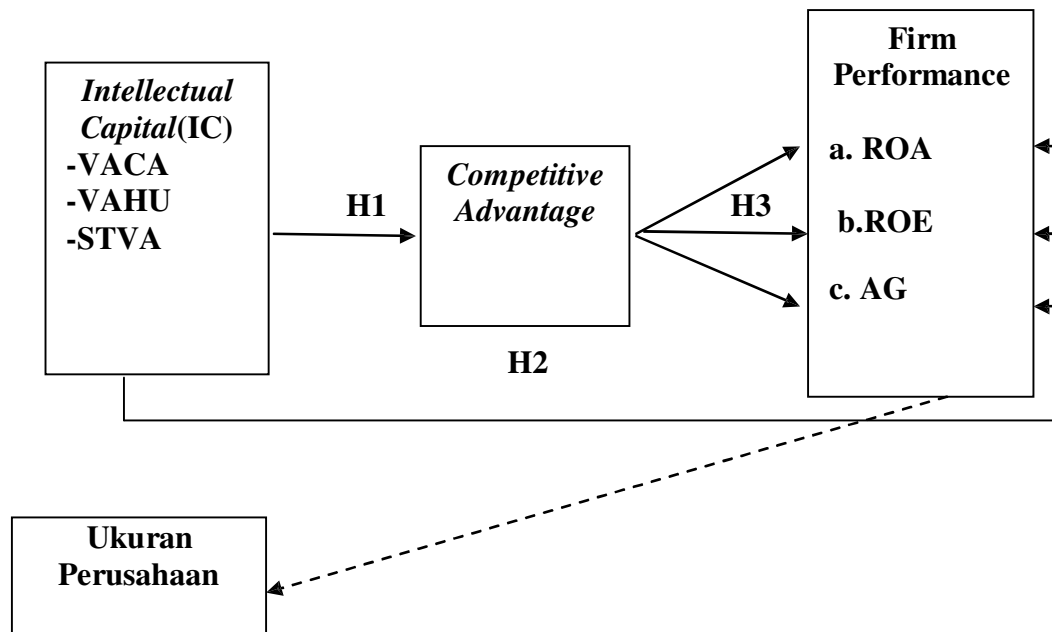 Intellectual
Capital(IC)
-VACA
-VAHU
-STVA
H1
Competitive
Advantage
H2
H3
Firm
Performance
a. ROA
b.ROE
c. AG
Ukuran
Perusahaan